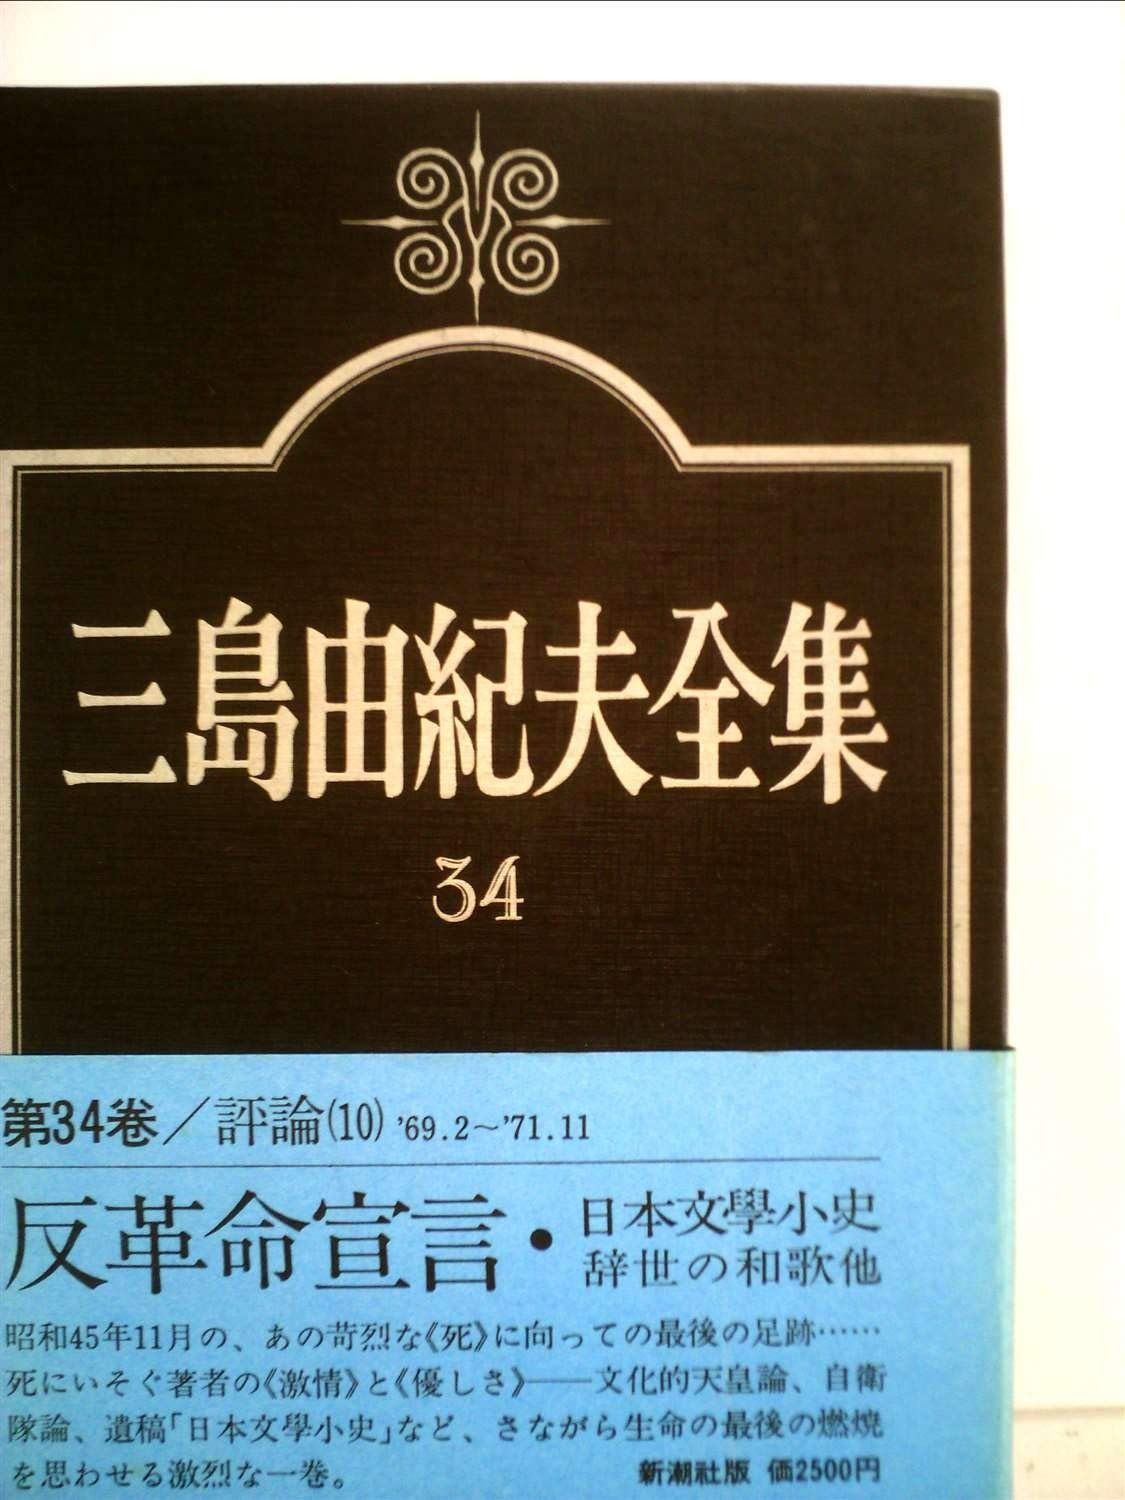 三島由紀夫全集
34
第34巻／評論(10) ’69.2〜’71.11
反革命宣言・日本文學小史
辞世の和歌他
昭和45年11月の、あの苛烈な《死》に向っての最後の足跡……
死にいそぐ著者の《激情》と《優しさ》――文化的天皇論、自衛
隊論、遺稿「日本文學小史」など、さながら生命の最後の燃焼
を思わせる激烈な一巻。
新潮社版 価2500円